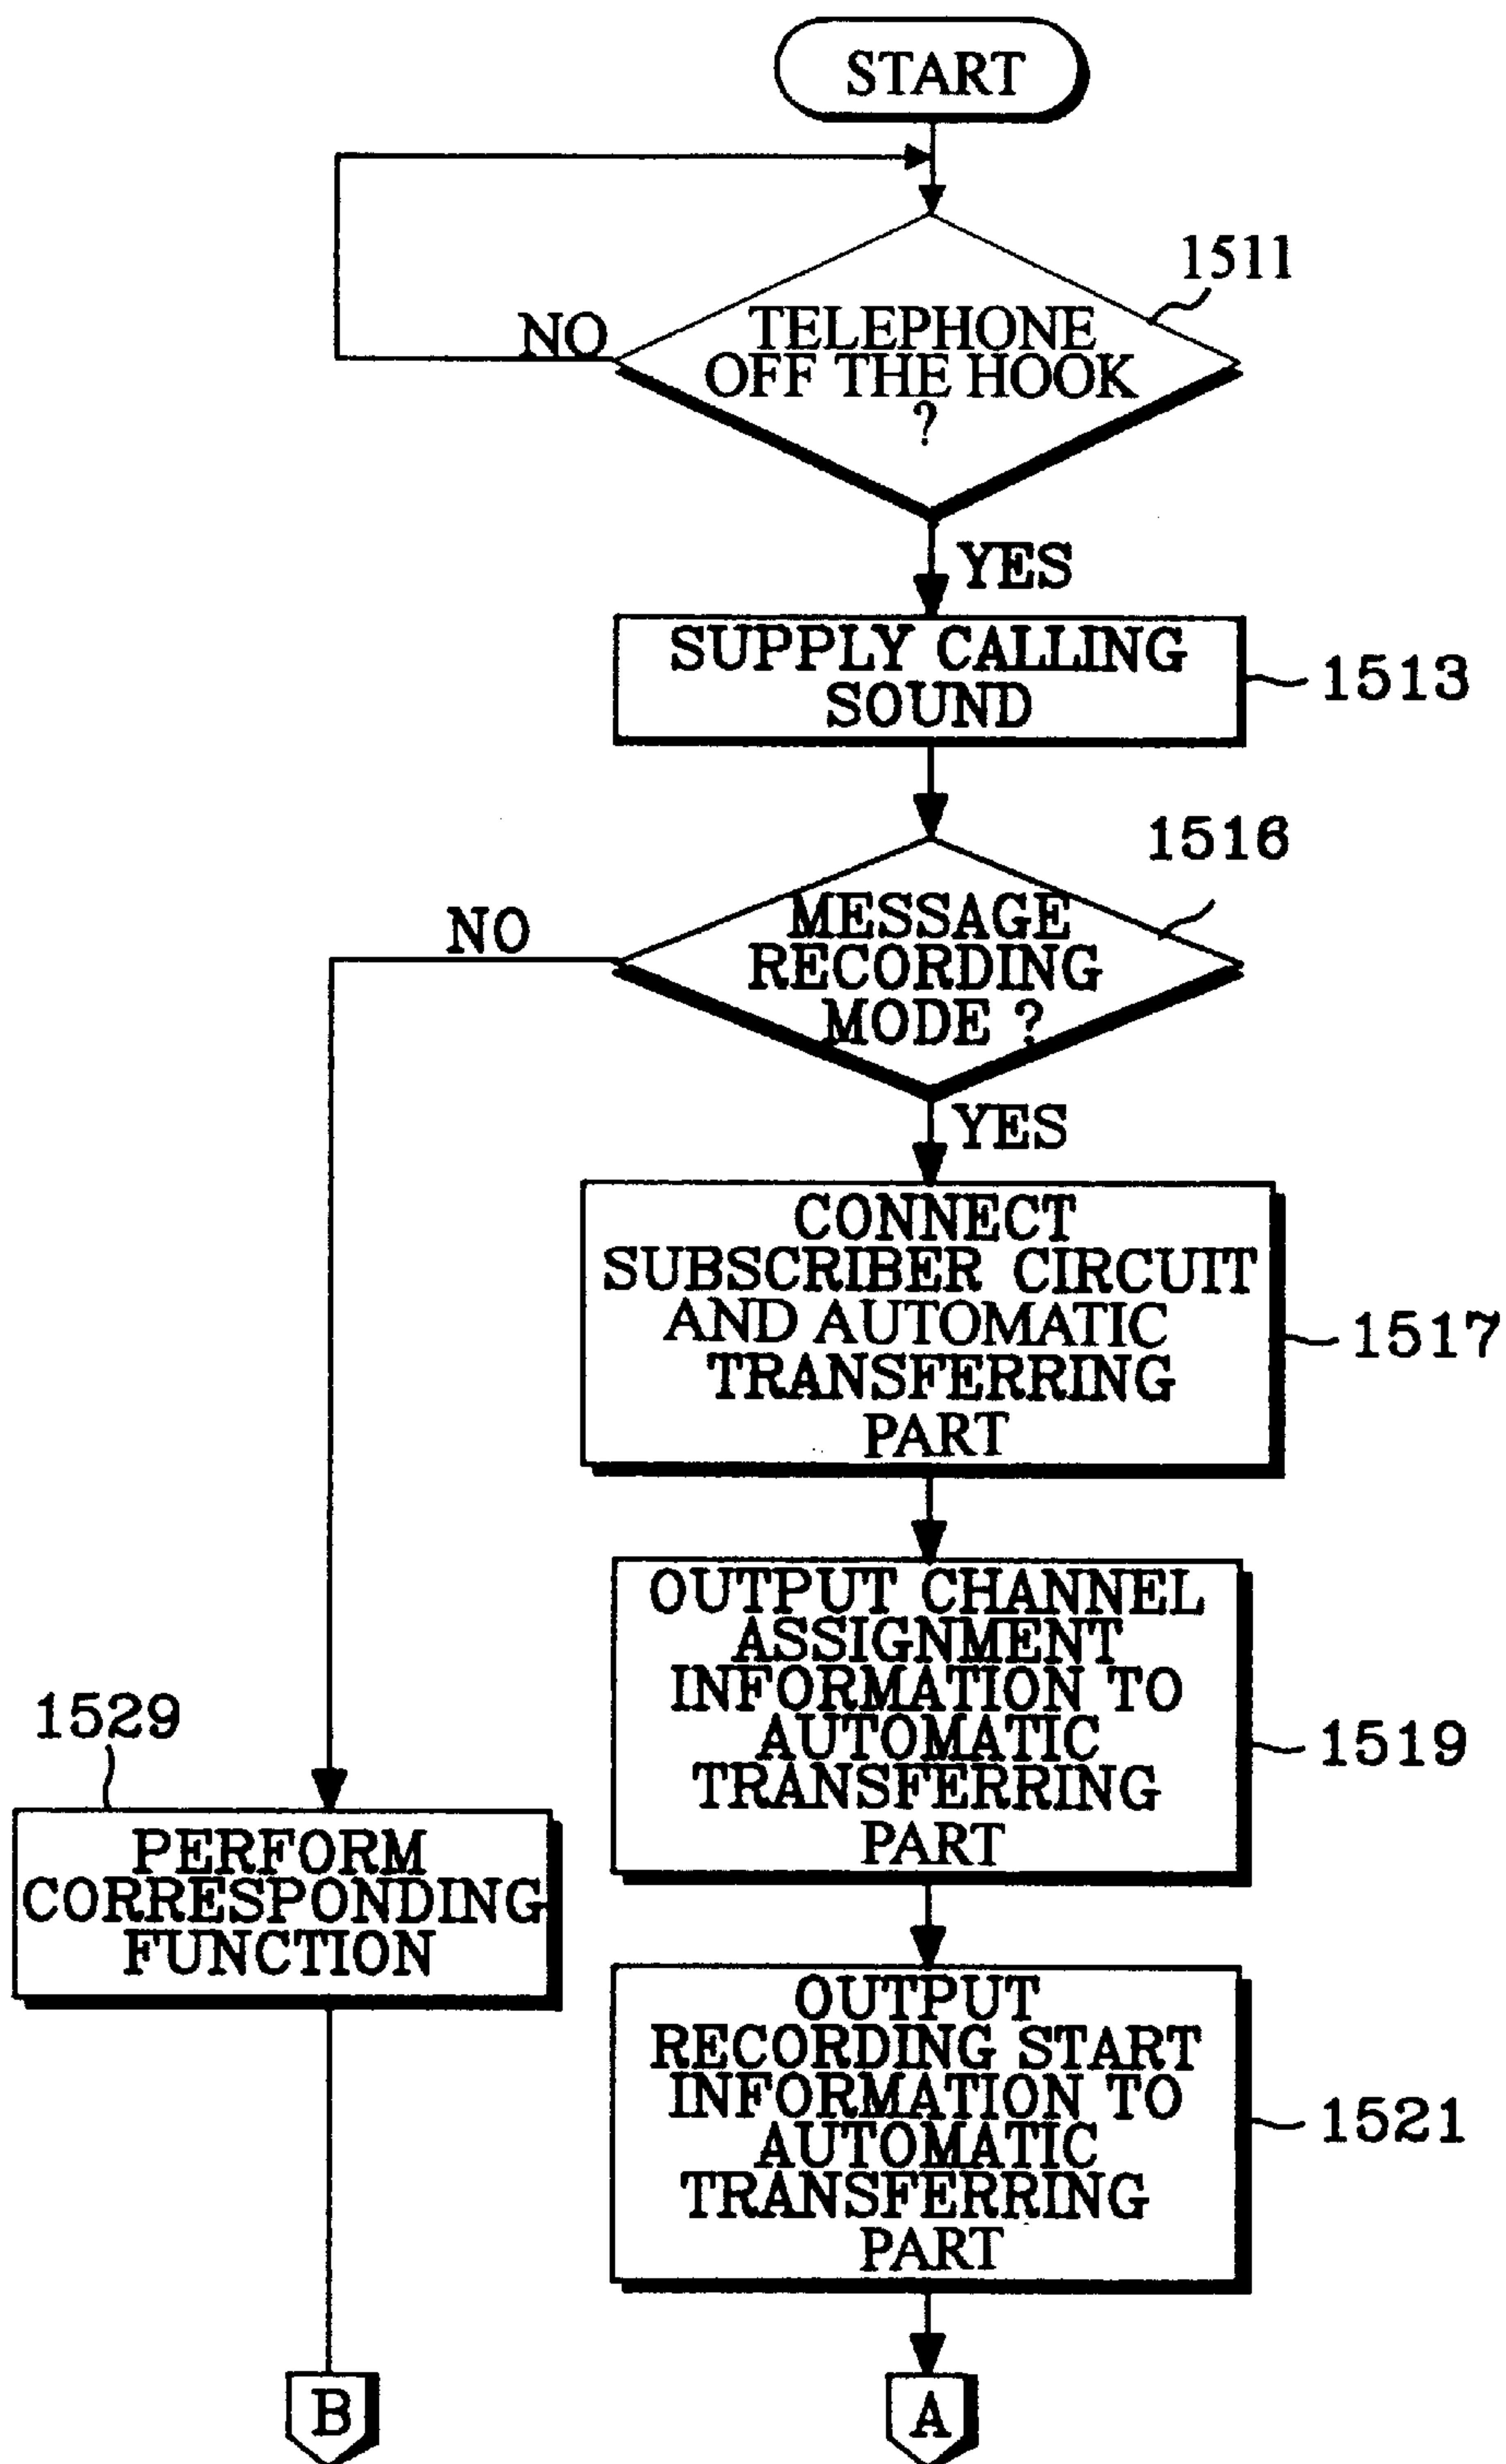 START
1511
NO
TELEPHONE
OFF THE HOOK
?
YES
SUPPLY CALLING
SOUND
1513
1516
NO
MESSAGE
RECORDING
MODE ?
YES
CONNECT
SUBSCRIBER CIRCUIT
AND AUTOMATIC
TRANSFERRING
PART
1517
OUTPUT CHANNEL
ASSIGNMENT
INFORMATION TO
AUTOMATIC
TRANSFERRING
PART
1519
1529
PERFORM
CORRESPONDING
FUNCTION
OUTPUT
RECORDING START
INFORMATION TO
AUTOMATIC
TRANSFERRING
PART
1521
B
A